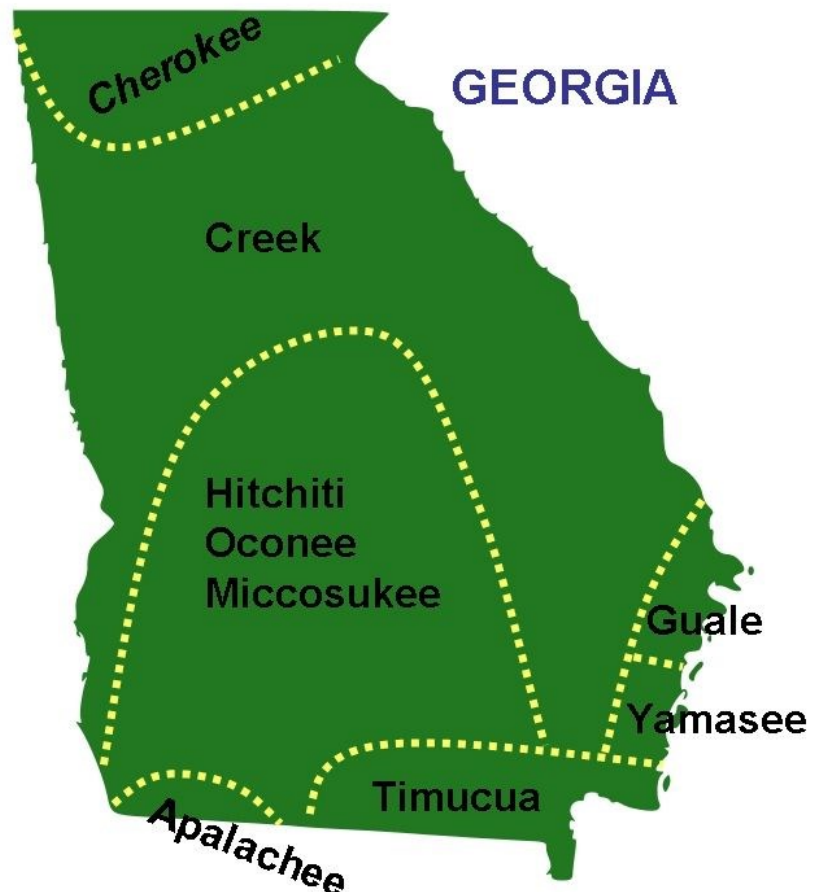 Cherokee
GEORGIA
Creek
Hitchiti
Oconee
Miccosukee
Guale
Yamasee
Timucua
Apalachee